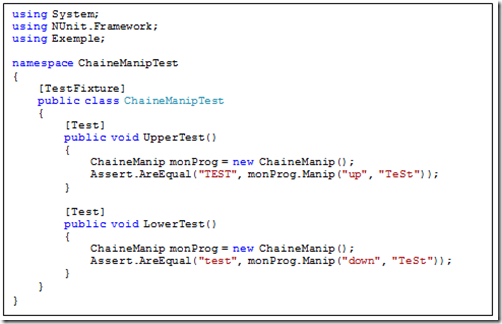 using System;
using NUnit.Framework;
using Exemple;

namespace ChaineManipTest
{
    [TestFixture]
    public class ChaineManipTest
    {
        [Test]
        public void UpperTest()
        {
            ChaineManip monProg = new ChaineManip();
            Assert.AreEqual("TEST", monProg.Manip("up", "TeSt"));
        }

        [Test]
        public void LowerTest()
        {
            ChaineManip monProg = new ChaineManip();
            Assert.AreEqual("test", monProg.Manip("down", "TeSt"));
        }
    }
}